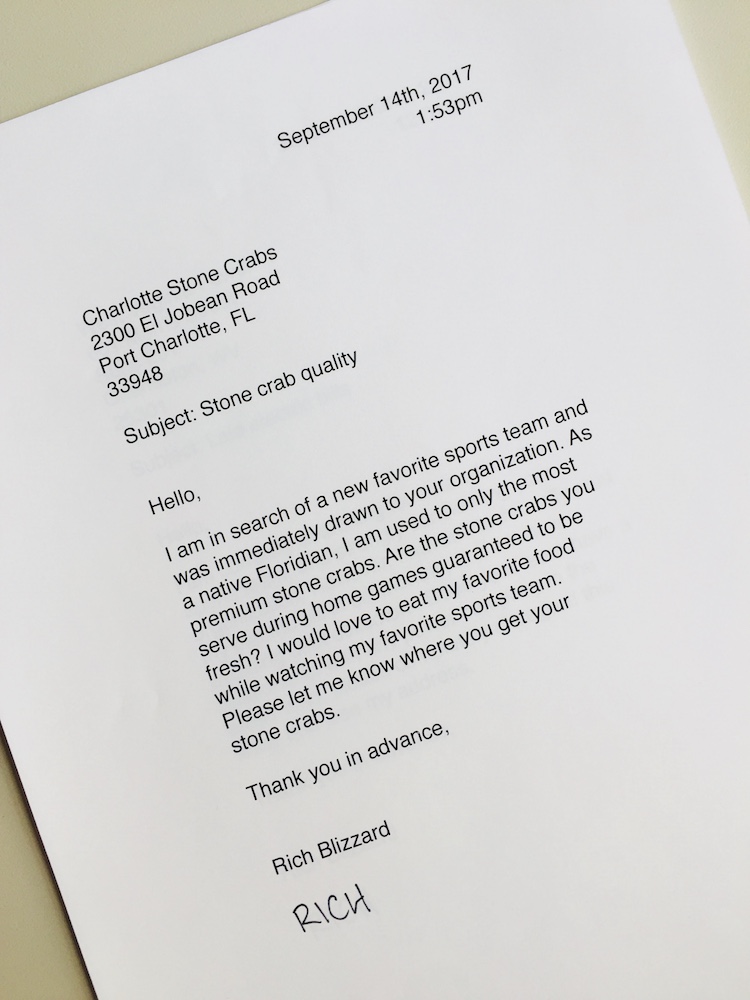 September 14th, 2017
1:53pm
Charlotte Stone Crabs
2300 El Jobean Road
Port Charlotte, FL
33948
Subject: Stone crab quality
Hello,
I am in search of a new favorite sports team and
was immediately drawn to your organization. As
a native Floridian, I am used to only the most
premium stone crabs. Are the stone crabs you
serve during home games guaranteed to be
fresh? I would love to eat my favorite food
while watching my favorite sports team.
Please let me know where you get your
stone crabs.
Thank you in advance,
Rich Blizzard
RICH